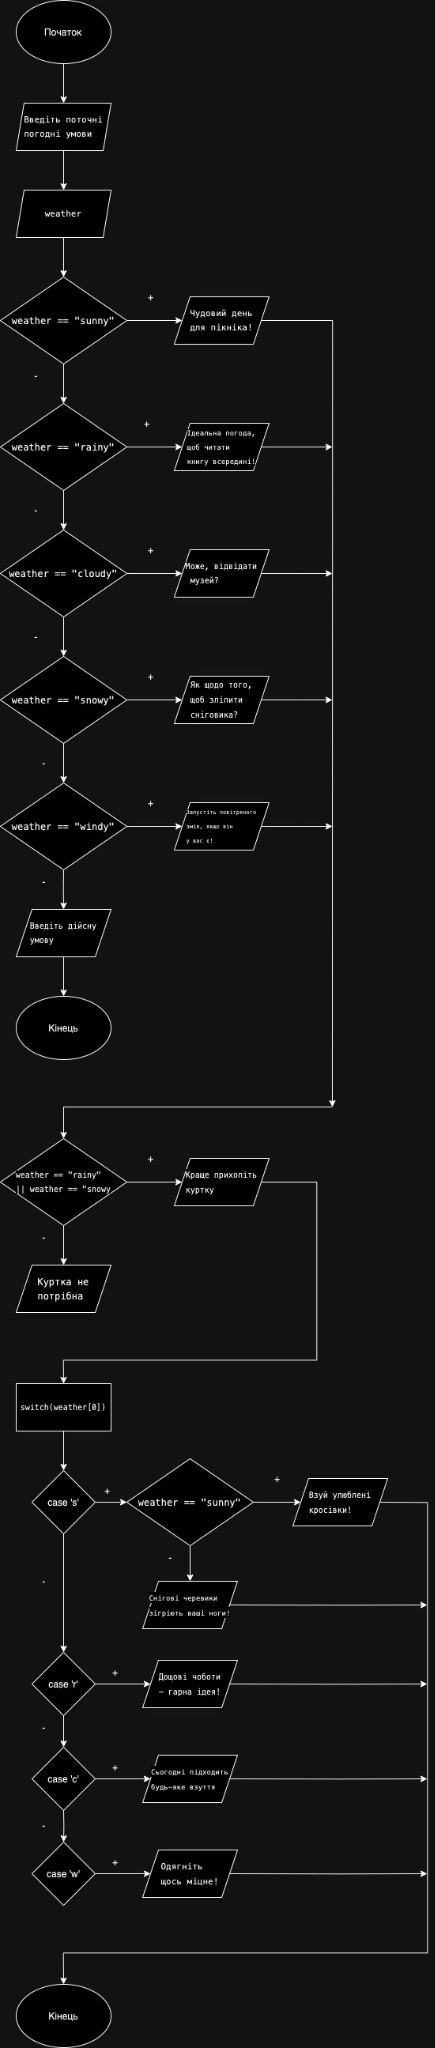 Початок
Введіть поточні
погодні умови
weather
+
weather == "sunny"
Чудовий день
для пікніка!
-
+
weather == "rainy"
Ідеальна погода,
щоб читати
книгу всередині!
-
+
weather == "cloudy"
Може, відвідати
музей?
-
+
weather == "snowy"
Як щодо того,
щоб зліпити
сніговика?
-
+
weather == "windy"
Запустіть повітряного
змія, якщо він
у вас є!
-
Введіть дійсну
умову
Кінець
+
weather == "rainy"
|| weather == "snowy
Краще прихопіть
куртку
-
Куртка не
потрібна
switch(weather[0])
case 's'
+
weather == "sunny"
+
Взуй улюблені
кросівки!
-
Снігові черевики
зігріють ваші ноги!
-
case 'r'
+
Дощові чоботи
– гарна ідея!
-
case 'c'
+
Сьогодні підходить
будь–яке взуття
-
case 'w'
+
Одягніть
щось міцне!
Кінець